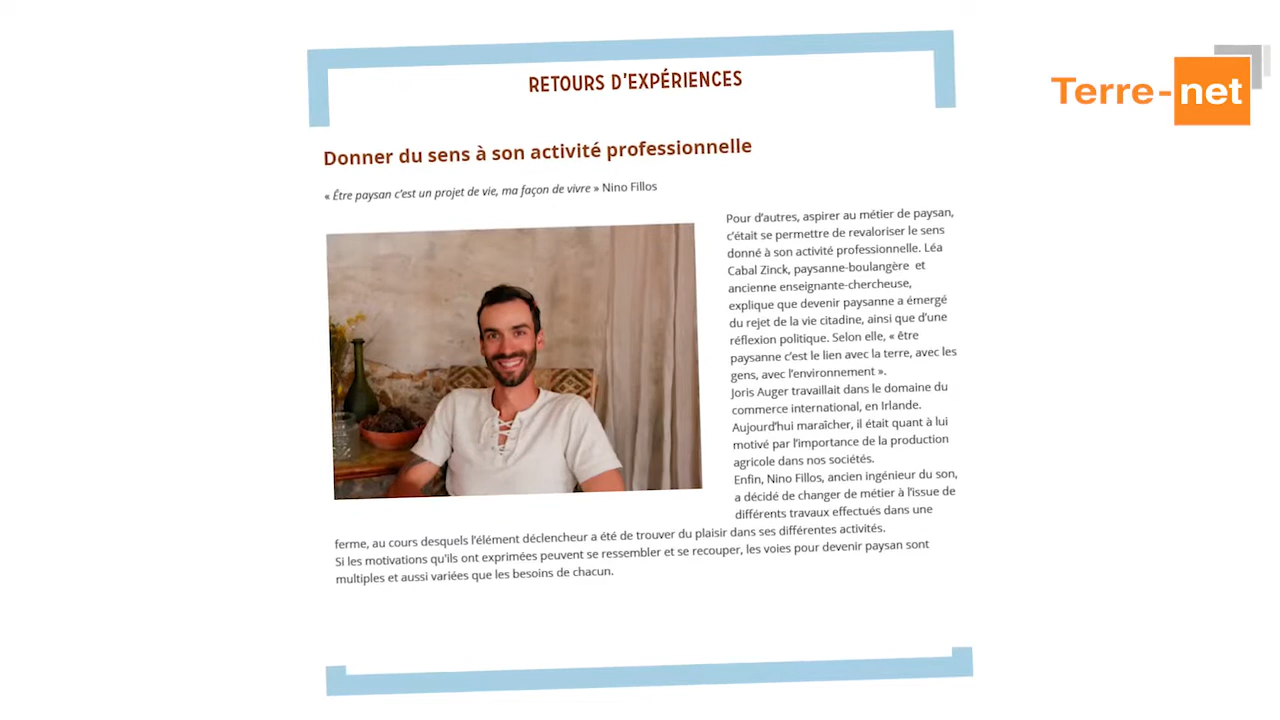 RETOURS D'EXPÉRIENCES
Terre-net
Donner du sens à son activité professionnelle
« Être paysan c'est un projet de vie, ma façon de vivre » Nino Fillos
Pour d'autres, aspirer au métier de paysan,
c'était se permettre de revaloriser le sens
donné à son activité professionnelle. Léa
Cabal Zinck, paysanne-boulangère et
ancienne enseignante-chercheuse,
explique que devenir paysanne a émergé
du rejet de la vie citadine, ainsi que d'une
réflexion politique. Selon elle, « être
paysanne c'est le lien avec la terre, avec les
gens, avec l'environnement ».
Joris Auger travaillait dans le domaine du
commerce international, en Irlande.
Aujourd'hui maraîcher, il était quant à lui
motivé par l'importance de la production
agricole dans nos sociétés.
Enfin, Nino Fillos, ancien ingénieur du son,
a décidé de changer de métier à l'issue de
différents travaux effectués dans une
ferme, au cours desquels l'élément déclencheur a été de trouver du plaisir dans ses différentes activités.
Si les motivations qu'ils ont exprimées peuvent se ressembler et se recouper, les voies pour devenir paysan sont
multiples et aussi variées que les besoins de chacun.